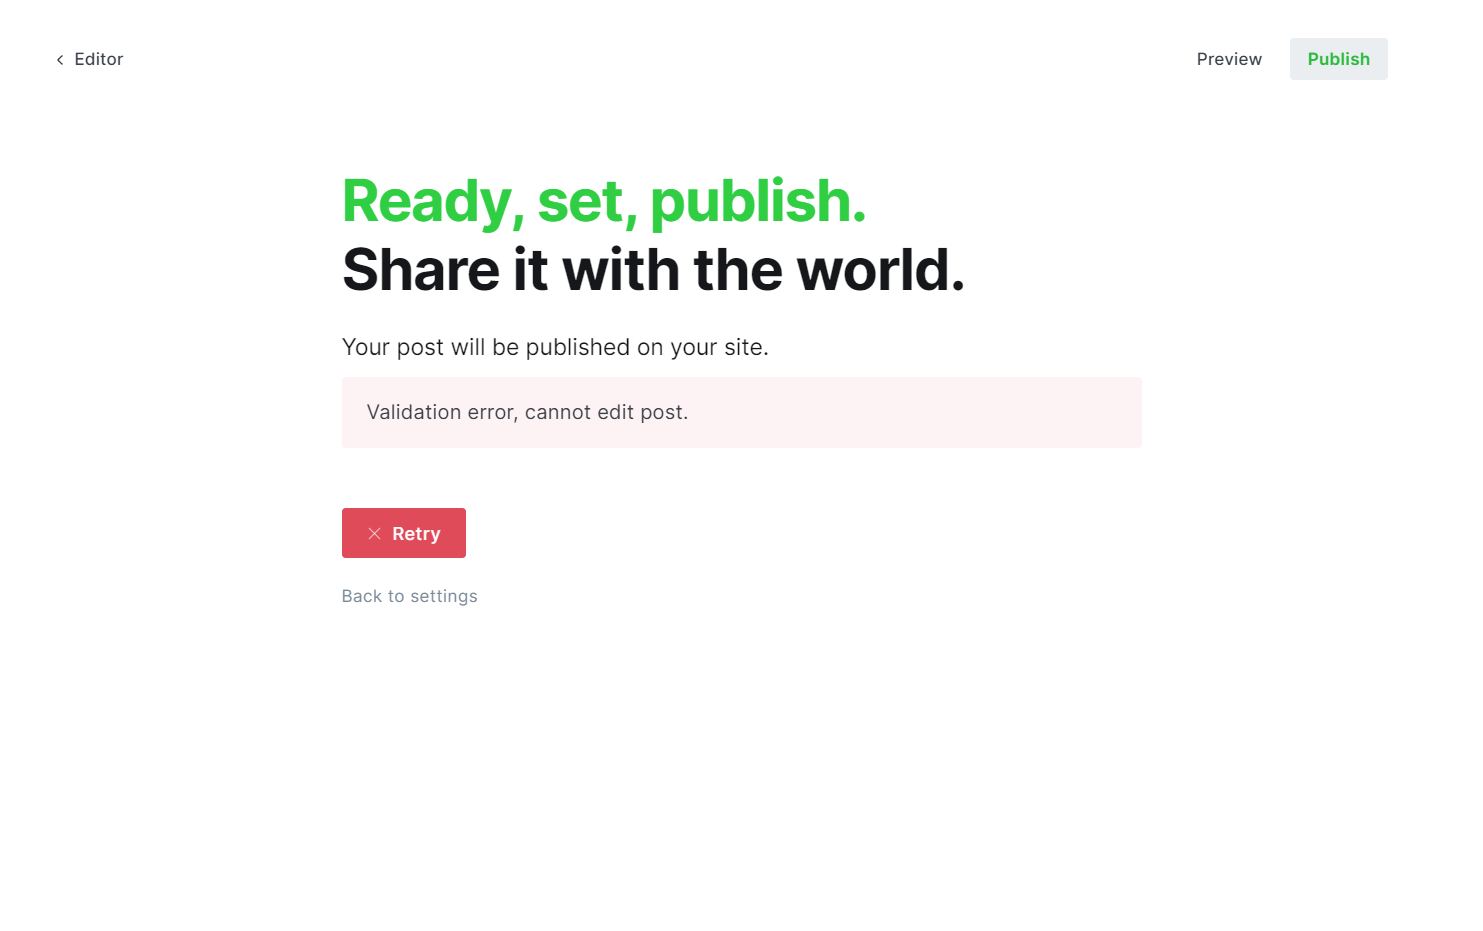 Editor
Preview
Publish
Ready, set, publish.
Share it with the world.
Your post will be published on your site.
Validation error, cannot edit post.
Retry
Back to settings